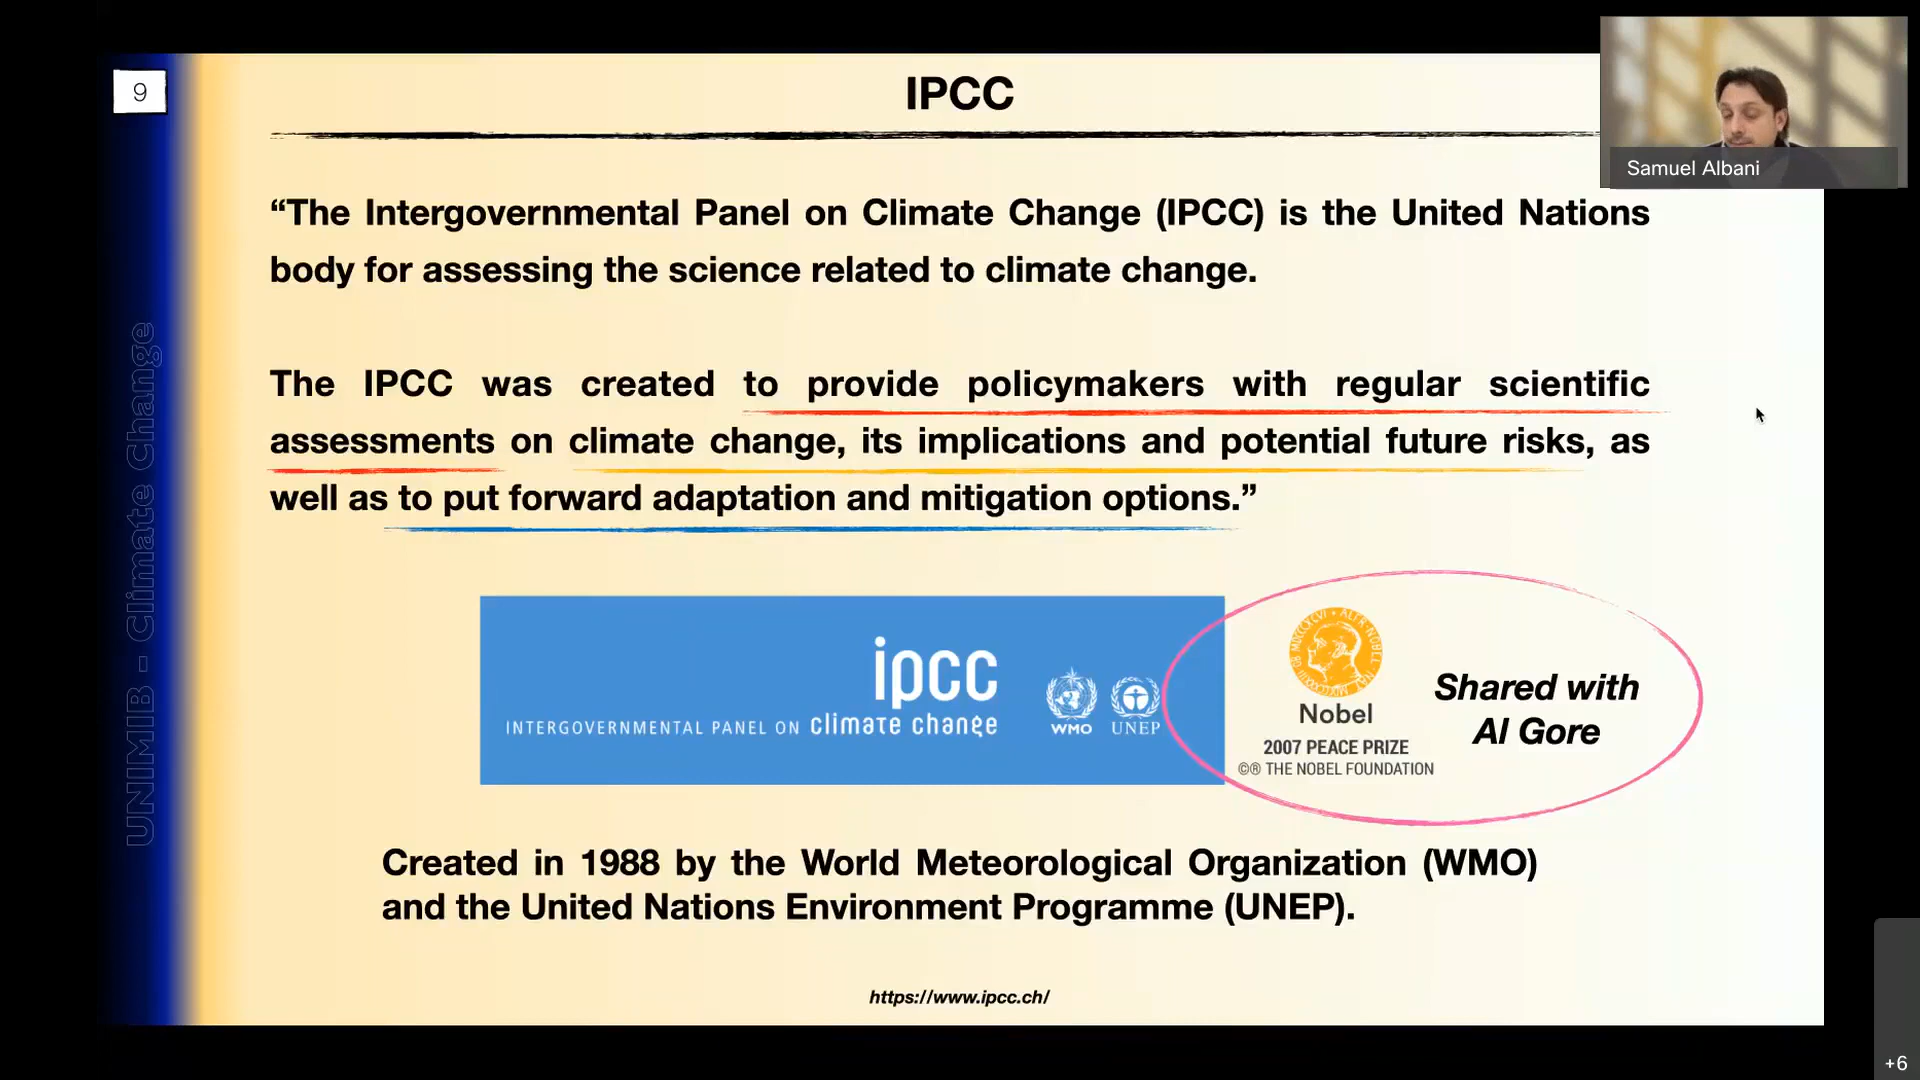 9
IPCC
Samuel Albani
“The Intergovernmental Panel on Climate Change (IPCC) is the United Nations
body for assessing the science related to climate change.
The IPCC was created to provide policymakers with regular scientific
assessments on climate change, its implications and potential future risks, as
well as to put forward adaptation and mitigation options.”
UNIMIB - Climate Change
ipcc
INTERGOVERNMENTAL PANEL ON climate change
WMO UNEP
Nobel
2007 PEACE PRIZE
©® THE NOBEL FOUNDATION
Shared with
Al Gore
Created in 1988 by the World Meteorological Organization (WMO)
and the United Nations Environment Programme (UNEP).
https://www.ipcc.ch/
+6